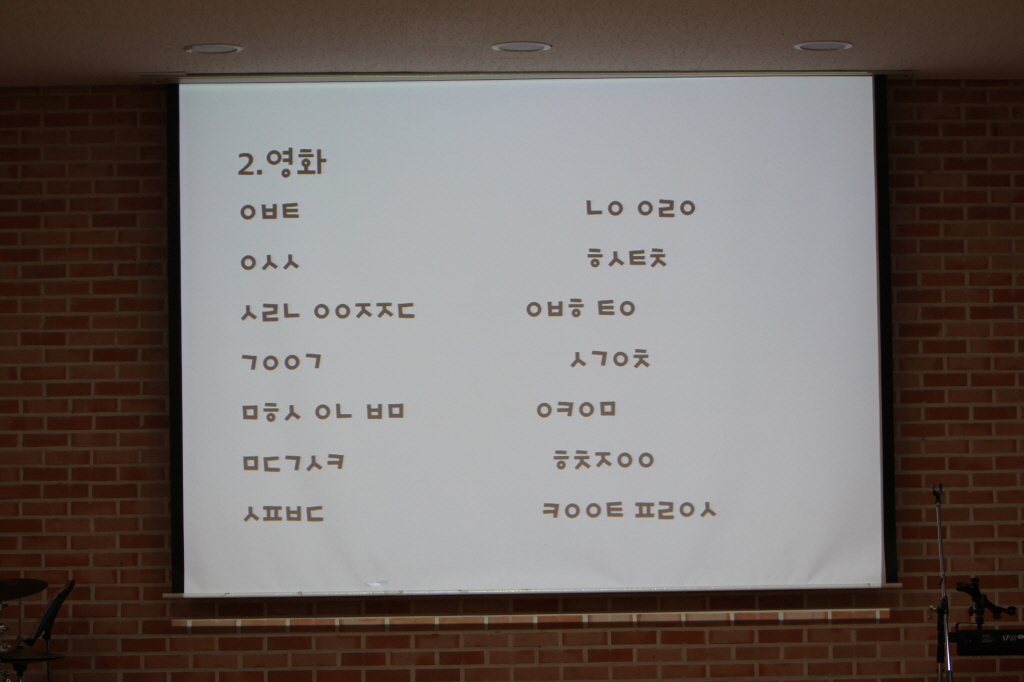 2.영화
ㅇㅂㅌ ㄴㅇ ㅇㄹㅇ
ㅇㅅㅅ ㅎㅅㅌㅊ
ㅅㄹㄴ ㅇㅇㅈㅈㄷ ㅇㅂㅎ ㅌㅇ
ㄱㅇㅇㄱ ㅅㄱㅇㅊ
ㅁㅎㅅ ㅇㄴ ㅂㅁ ㅇㅋㅇㅁ
ㅁㄷㄱㅅㅋ ㅎㅊㅈㅇㅇ
ㅅㅍㅂㄷ ㅋㅇㅇㅌ ㅍㄹㅇㅅ